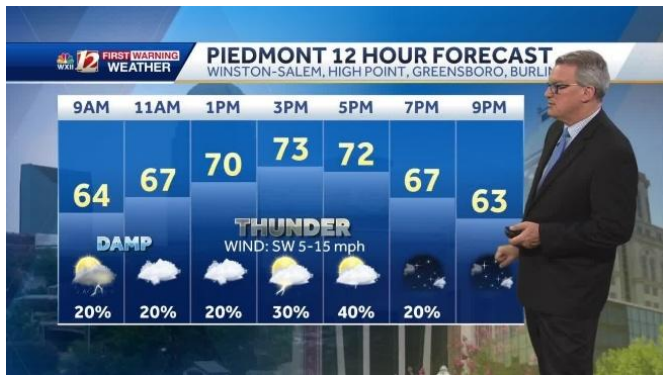 WXII 12 FIRST WARNING WEATHER
PIEDMONT 12 HOUR FORECAST
WINSTON-SALEM, HIGH POINT, GREENSBORO,
9AM 11AM 1PM 3PM 5PM 7PM 9PM
64 67 70 73 72 67 63
DAMP THUNDER
WIND: SW 5-15 mph
20% 20% 20% 30% 40% 20%